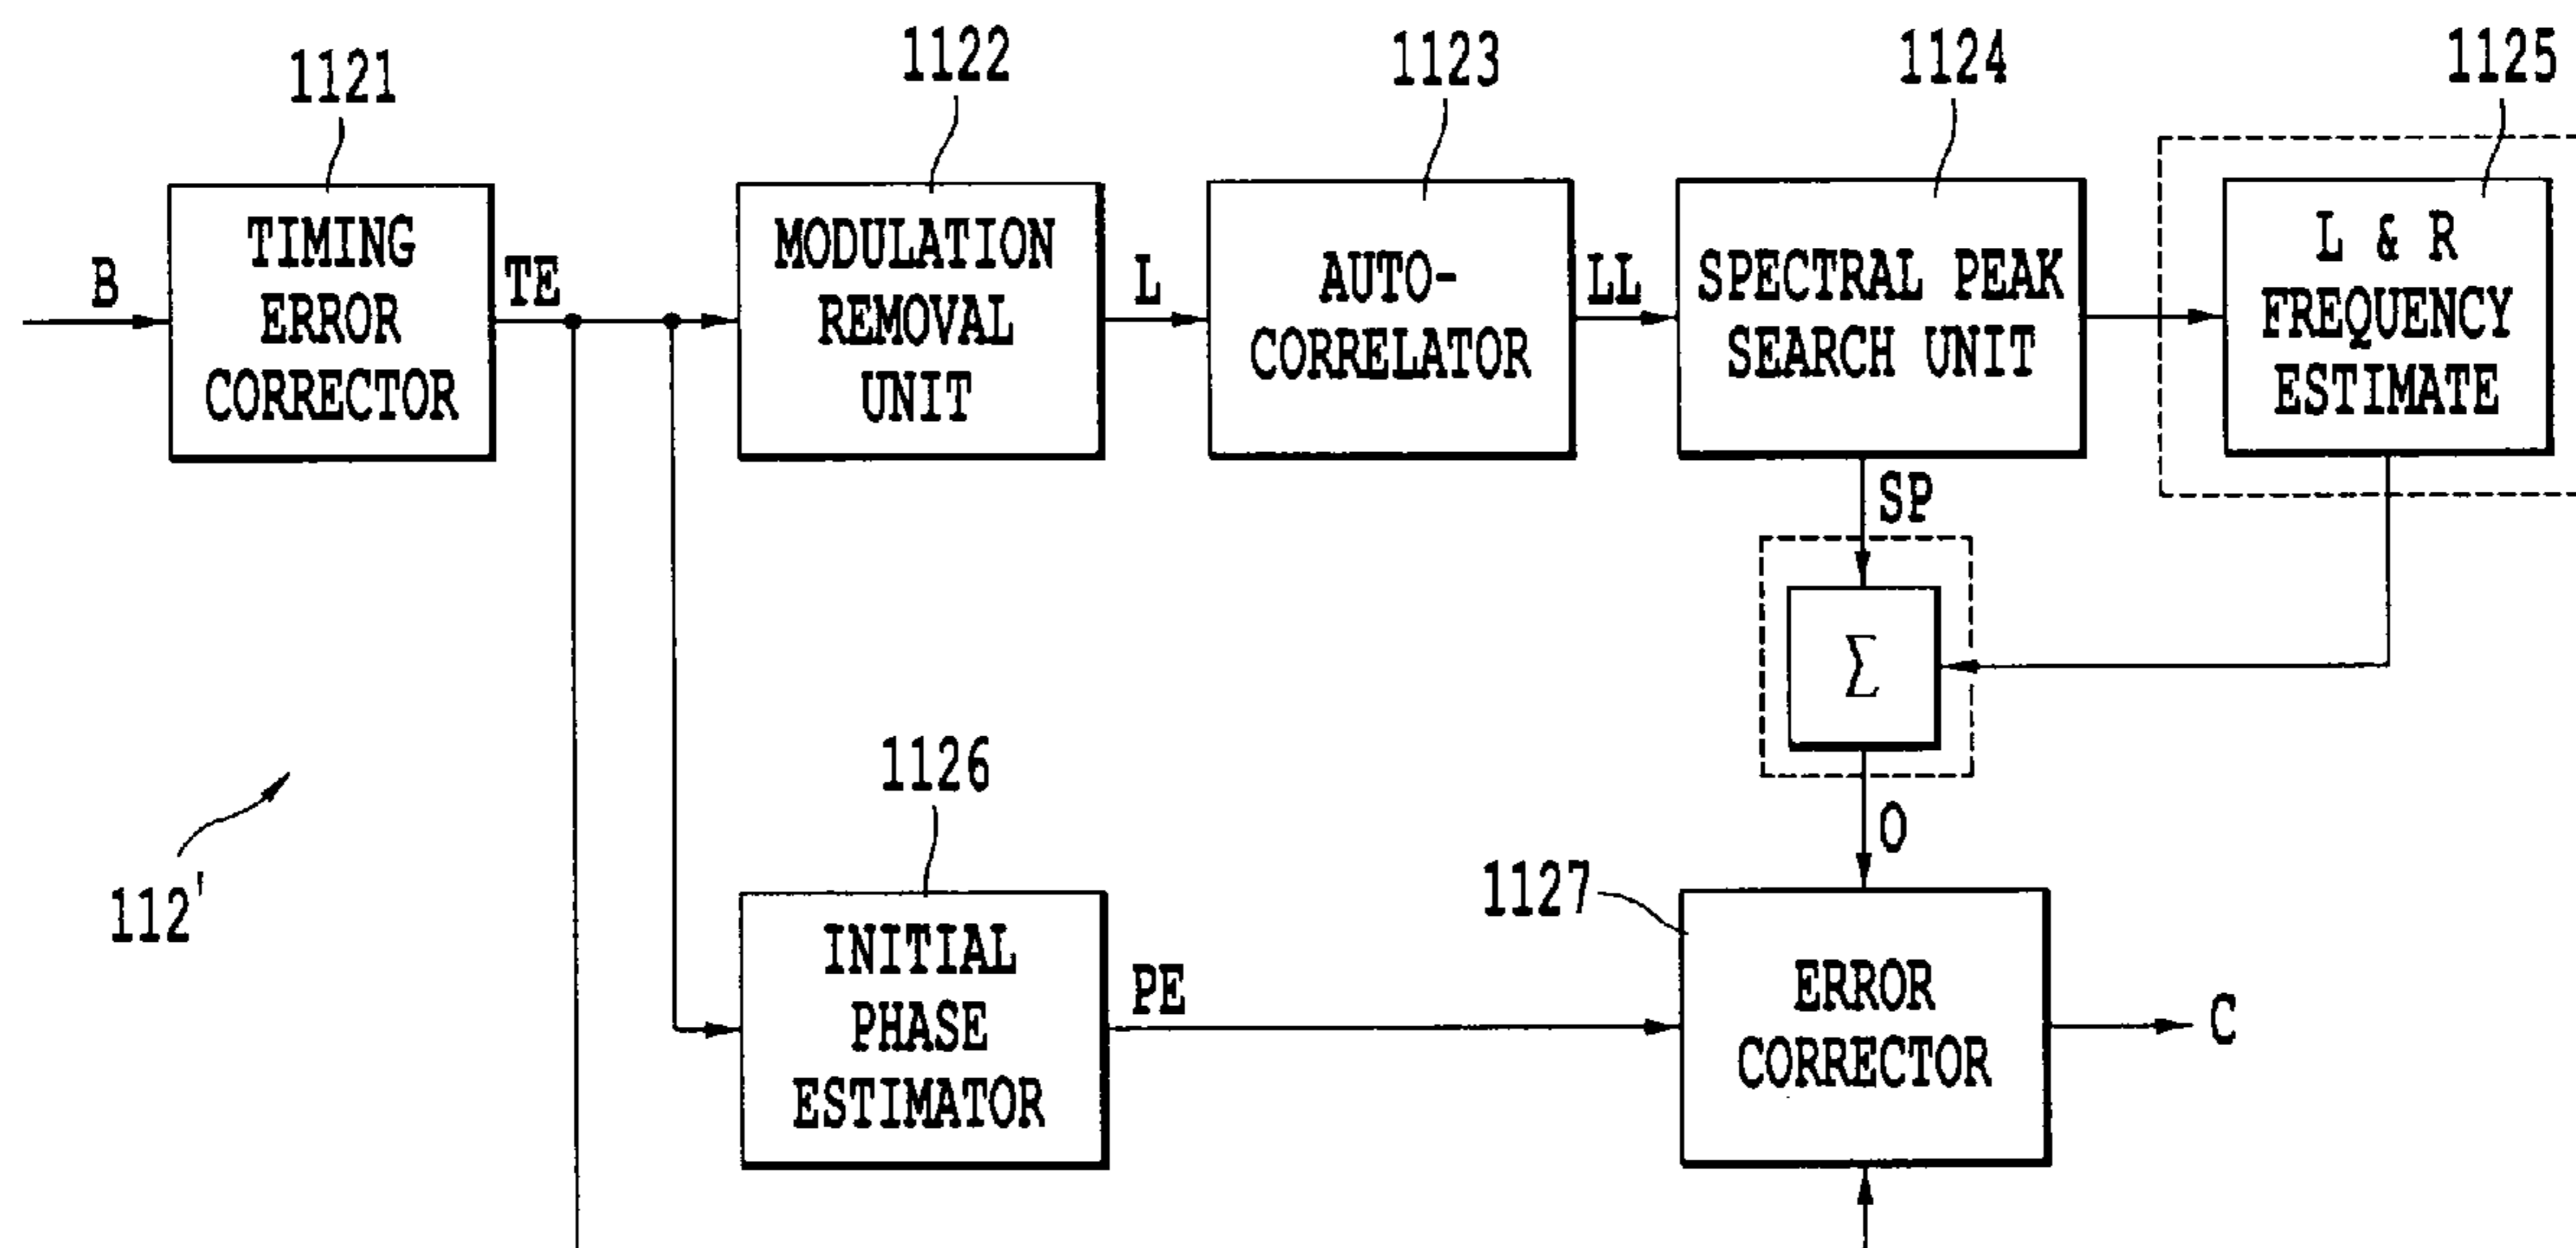 1121
1122
1123
1124
1125
TIMING
ERROR
CORRECTOR
MODULATION
REMOVAL
UNIT
AUTO-
CORRELATOR
SPECTRAL PEAK
SEARCH UNIT
L & R
FREQUENCY
ESTIMATE
B
TE
L
LL
SP
Σ
O
112'
1126
1127
INITIAL
PHASE
ESTIMATOR
PE
ERROR
CORRECTOR
C